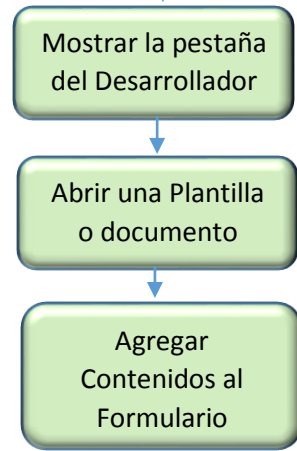 Mostrar la pestaña
del Desarrollador
Abrir una Plantilla
o documento
Agregar
Contenidos al
Formulario